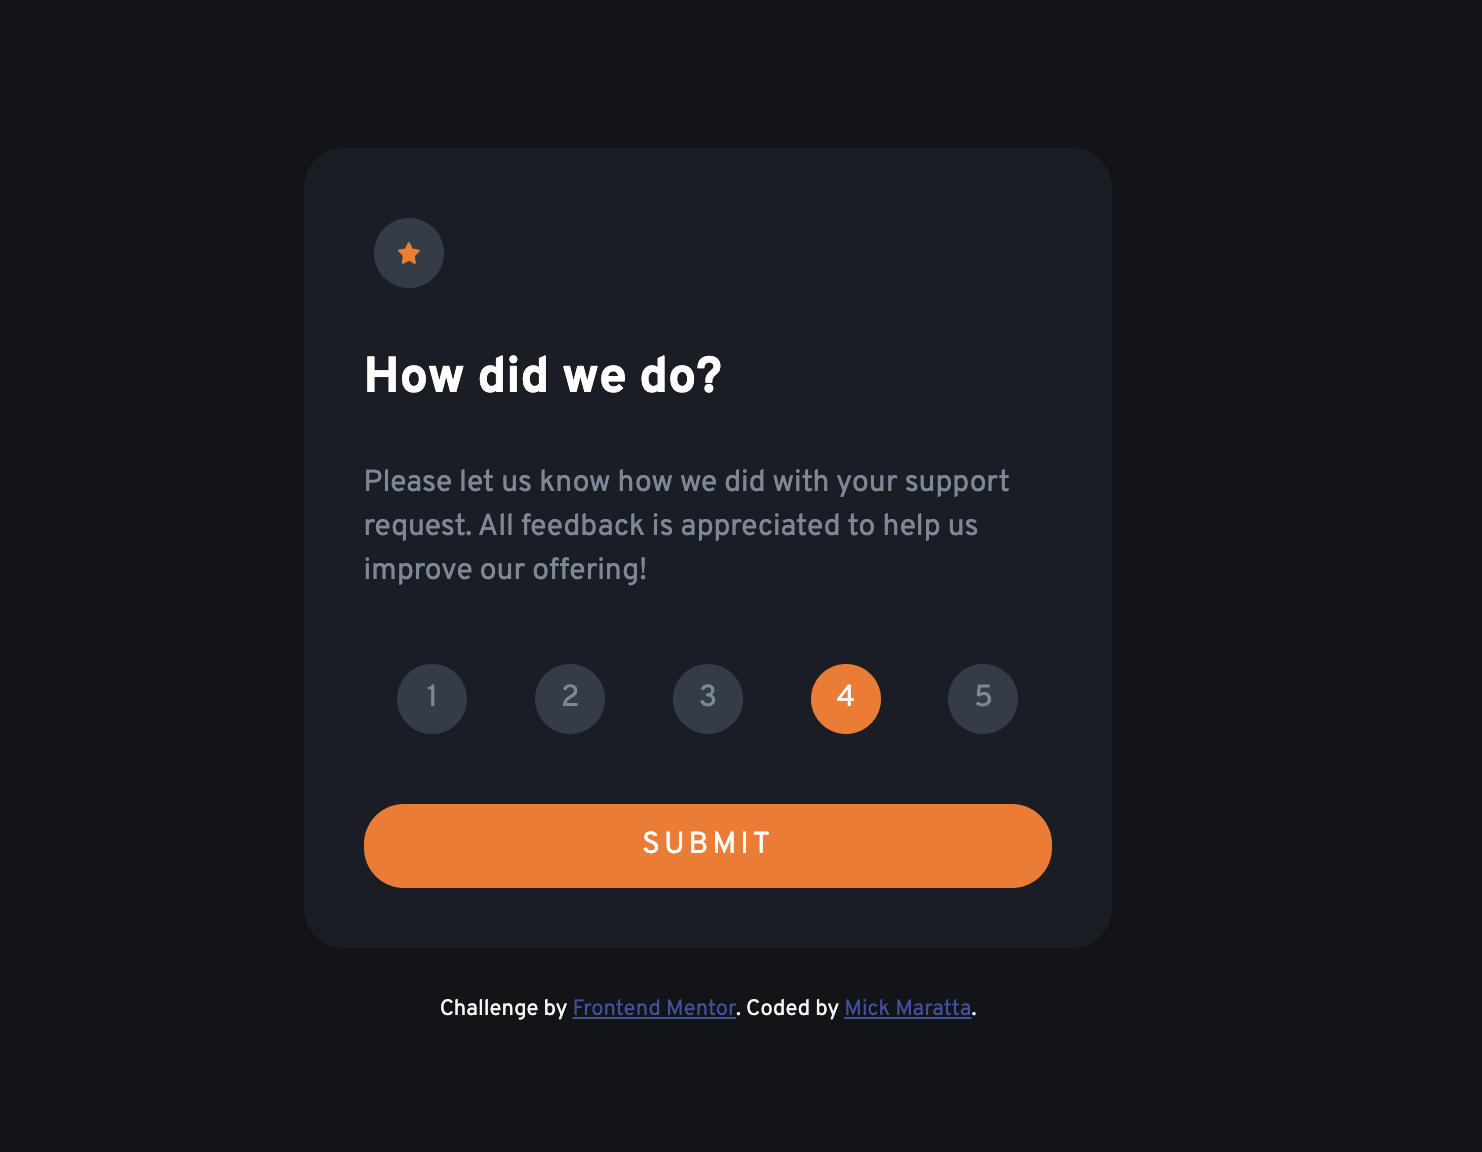 How did we do?
Please let us know how we did with your support
request. All feedback is appreciated to help us
improve our offering!
1 2 3 4 5
SUBMIT
Challenge by Frontend Mentor. Coded by Mick Maratta.